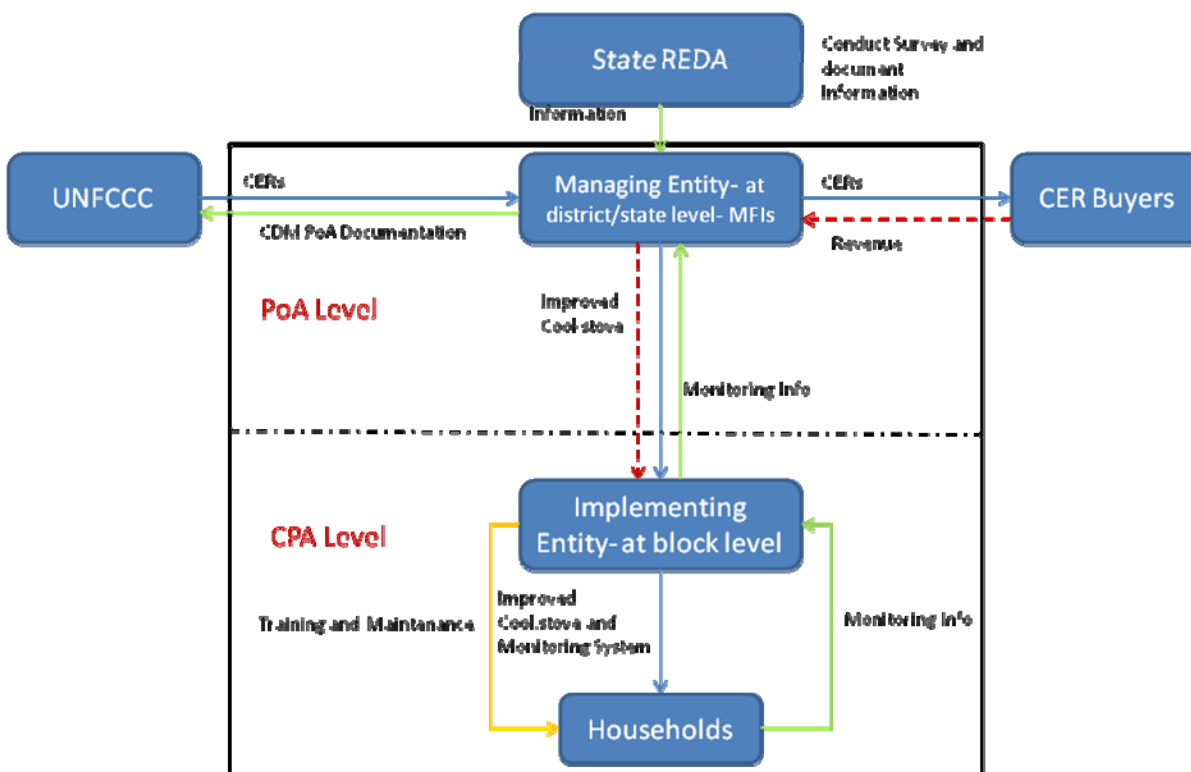 State REDA
Conduct Survey and
document
Information
Information
UNFCCC
CERs
CDM PoA Documentation
Managing Entity- at
district/state level- MFIs
CERs
Revenue
CER Buyers
PoA Level
Improved
Cool.stova
Monitoring Info
CPA Level
Implementing
Entity- at block level
Training and Maintenance
Improved
Cool.stova and
Monitoring System
Monitoring Info
Households